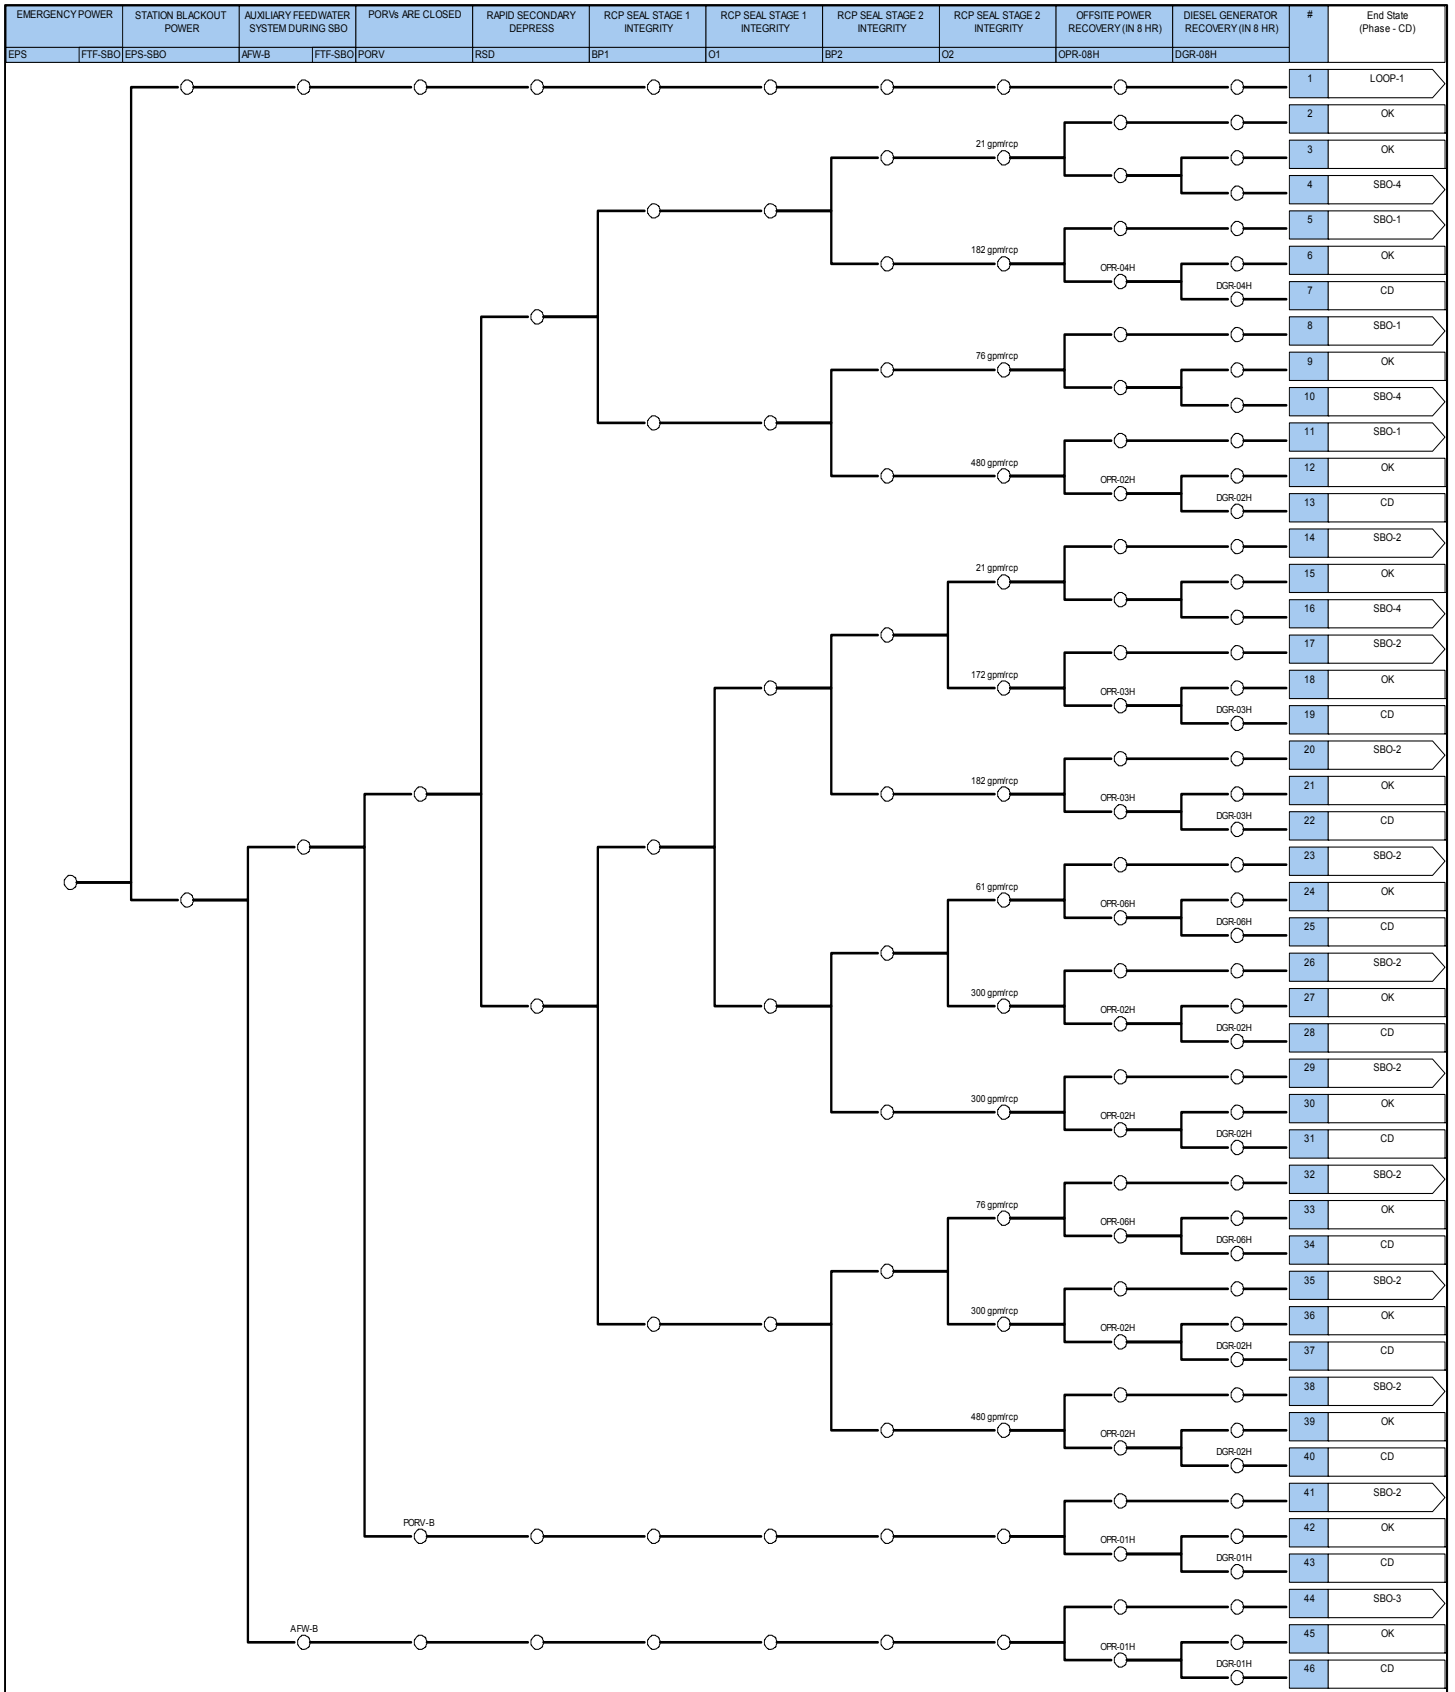 EMERGENCY POWER
STATION BLACKOUT
POWER
AUXILIARY FEEDWATER
SYSTEM DURING SBO
PORVs ARE CLOSED
RAPID SECONDARY
DEPRESS
RCP SEAL STAGE 1
INTEGRITY
RCP SEAL STAGE 1
INTEGRITY
RCP SEAL STAGE 2
INTEGRITY
RCP SEAL STAGE 2
INTEGRITY
OFFSITE POWER
RECOVERY (IN 8 HR)
DIESEL GENERATOR
RECOVERY (IN 8 HR)
#
End State
(Phase - CD)
EPS
FTF-SBO
EPS-SBO
AFW-B
FTF-SBO
PORV
RSD
BP1
O1
BP2
O2
OPR-08H
DGR-08H
1 LOOP-1
2 OK
21 gpm/rcp
3 OK
4 SBO-4
5 SBO-1
182 gpm/rcp
6 OK
OPR-04H
DGR-04H
7 CD
8 SBO-1
76 gpm/rcp
9 OK
10 SBO-4
11 SBO-1
480 gpm/rcp
12 OK
OPR-02H
DGR-02H
13 CD
14 SBO-2
21 gpm/rcp
15 OK
16 SBO-4
17 SBO-2
172 gpm/rcp
18 OK
OPR-03H
DGR-03H
19 CD
20 SBO-2
182 gpm/rcp
21 OK
OPR-03H
DGR-03H
22 CD
23 SBO-2
61 gpm/rcp
24 OK
OPR-06H
DGR-06H
25 CD
26 SBO-2
300 gpm/rcp
27 OK
OPR-02H
DGR-02H
28 CD
29 SBO-2
300 gpm/rcp
30 OK
OPR-02H
DGR-02H
31 CD
32 SBO-2
76 gpm/rcp
33 OK
OPR-06H
DGR-06H
34 CD
35 SBO-2
300 gpm/rcp
36 OK
OPR-02H
DGR-02H
37 CD
38 SBO-2
480 gpm/rcp
39 OK
OPR-02H
DGR-02H
40 CD
41 SBO-2
PORV-B
42 OK
OPR-01H
DGR-01H
43 CD
44 SBO-3
AFW-B
45 OK
OPR-01H
DGR-01H
46 CD